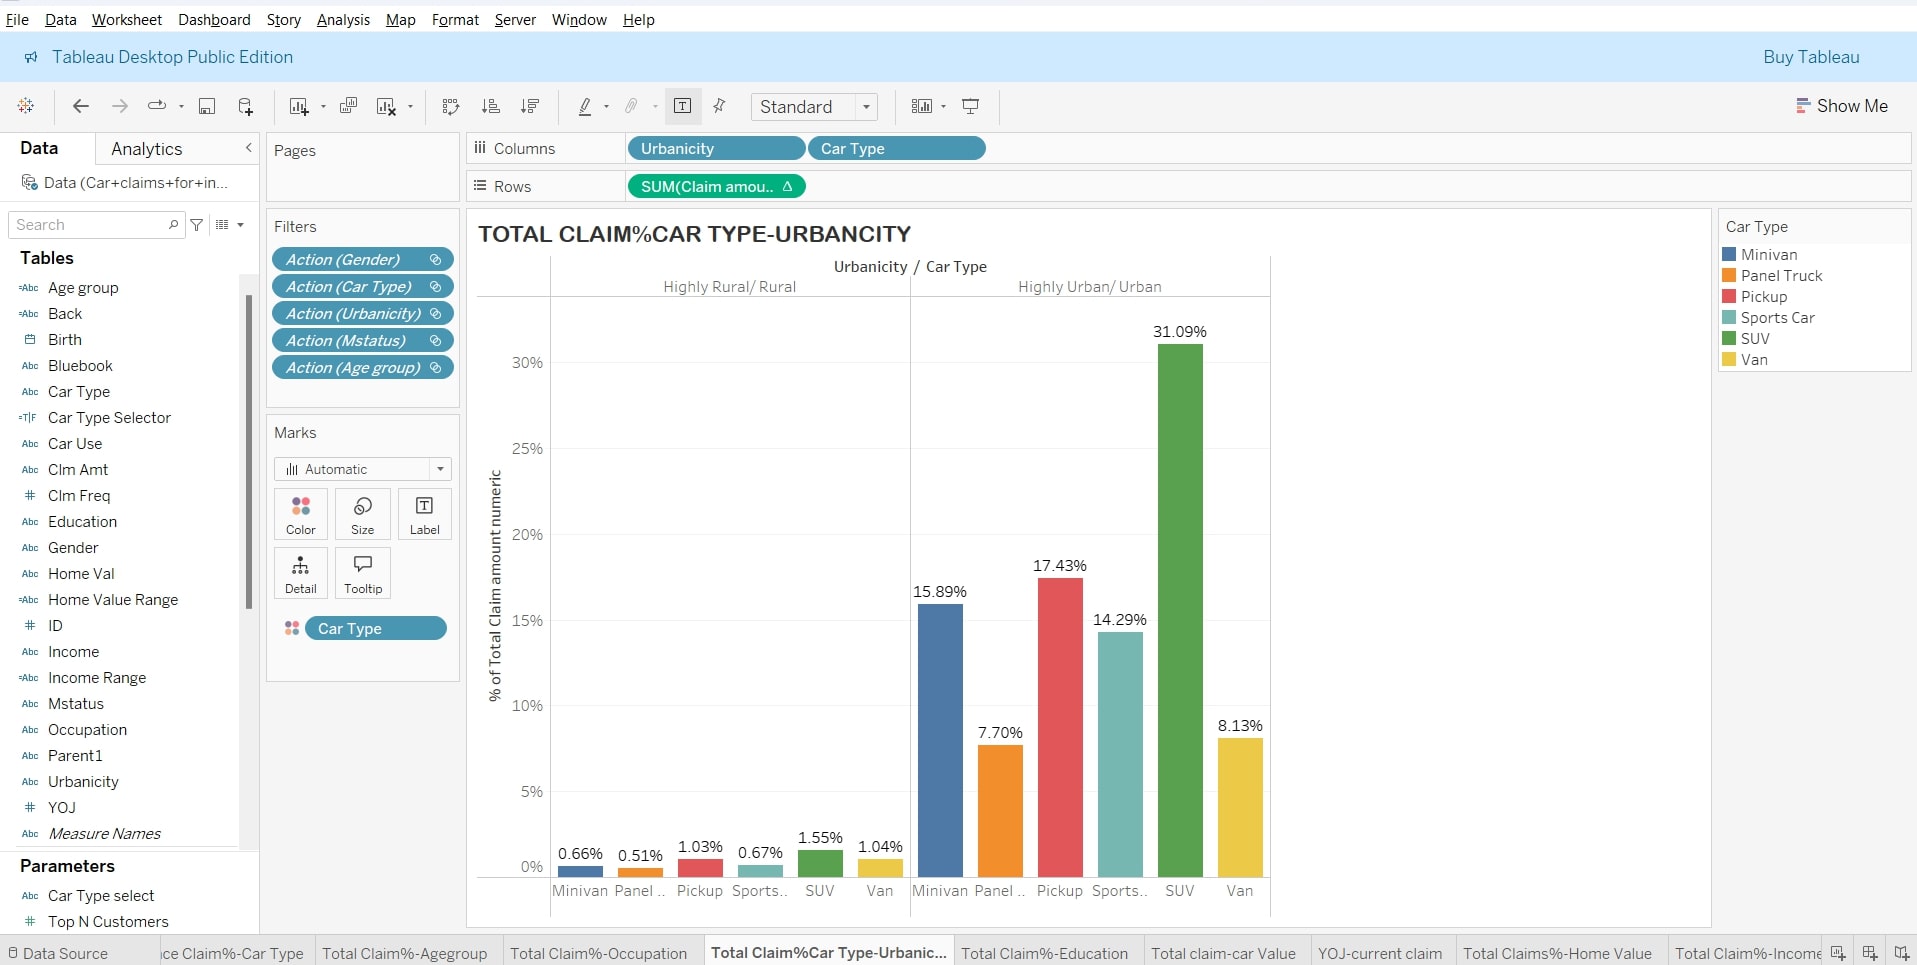 File Data Worksheet Dashboard Story Analysis Map Format Server Window Help
Tableau Desktop Public Edition Buy Tableau
Standard Show Me
Data Analytics
Data (Car+claims+for+in...
Search
Tables
Age group
Back
Birth
Bluebook
Car Type
Car Type Selector
Car Use
Clm Amt
Clm Freq
Education
Gender
Home Val
Home Value Range
ID
Income
Income Range
Mstatus
Occupation
Parent1
Urbanicity
YOJ
Measure Names
Parameters
Car Type select
Top N Customers
Pages
Filters
Action (Gender)
Action (Car Type)
Action (Urbanicity)
Action (Mstatus)
Action (Age group)
Marks
Automatic
Color Size Label
Detail Tooltip
Car Type
Columns Urbanicity Car Type
Rows SUM(Claim amou.. Δ
TOTAL CLAIM%CAR TYPE-URBANCITY
Urbanicity / Car Type
Highly Rural/ Rural Highly Urban/ Urban
% of Total Claim amount numeric
30%
25%
20%
15%
10%
5%
0%
0.66% 0.51% 1.03% 0.67% 1.55% 1.04%
15.89% 7.70% 17.43% 14.29% 31.09% 8.13%
Minivan Panel .. Pickup Sports.. SUV Van Minivan Panel .. Pickup Sports.. SUV Van
Car Type
Minivan
Panel Truck
Pickup
Sports Car
SUV
Van
Data Source ce Claim%-Car Type Total Claim%-Agegroup Total Claim%-Occupation Total Claim%Car Type-Urbanic... Total Claim%-Education Total claim-car Value YOJ-current claim Total Claims%-Home Value Total Claim%-Income